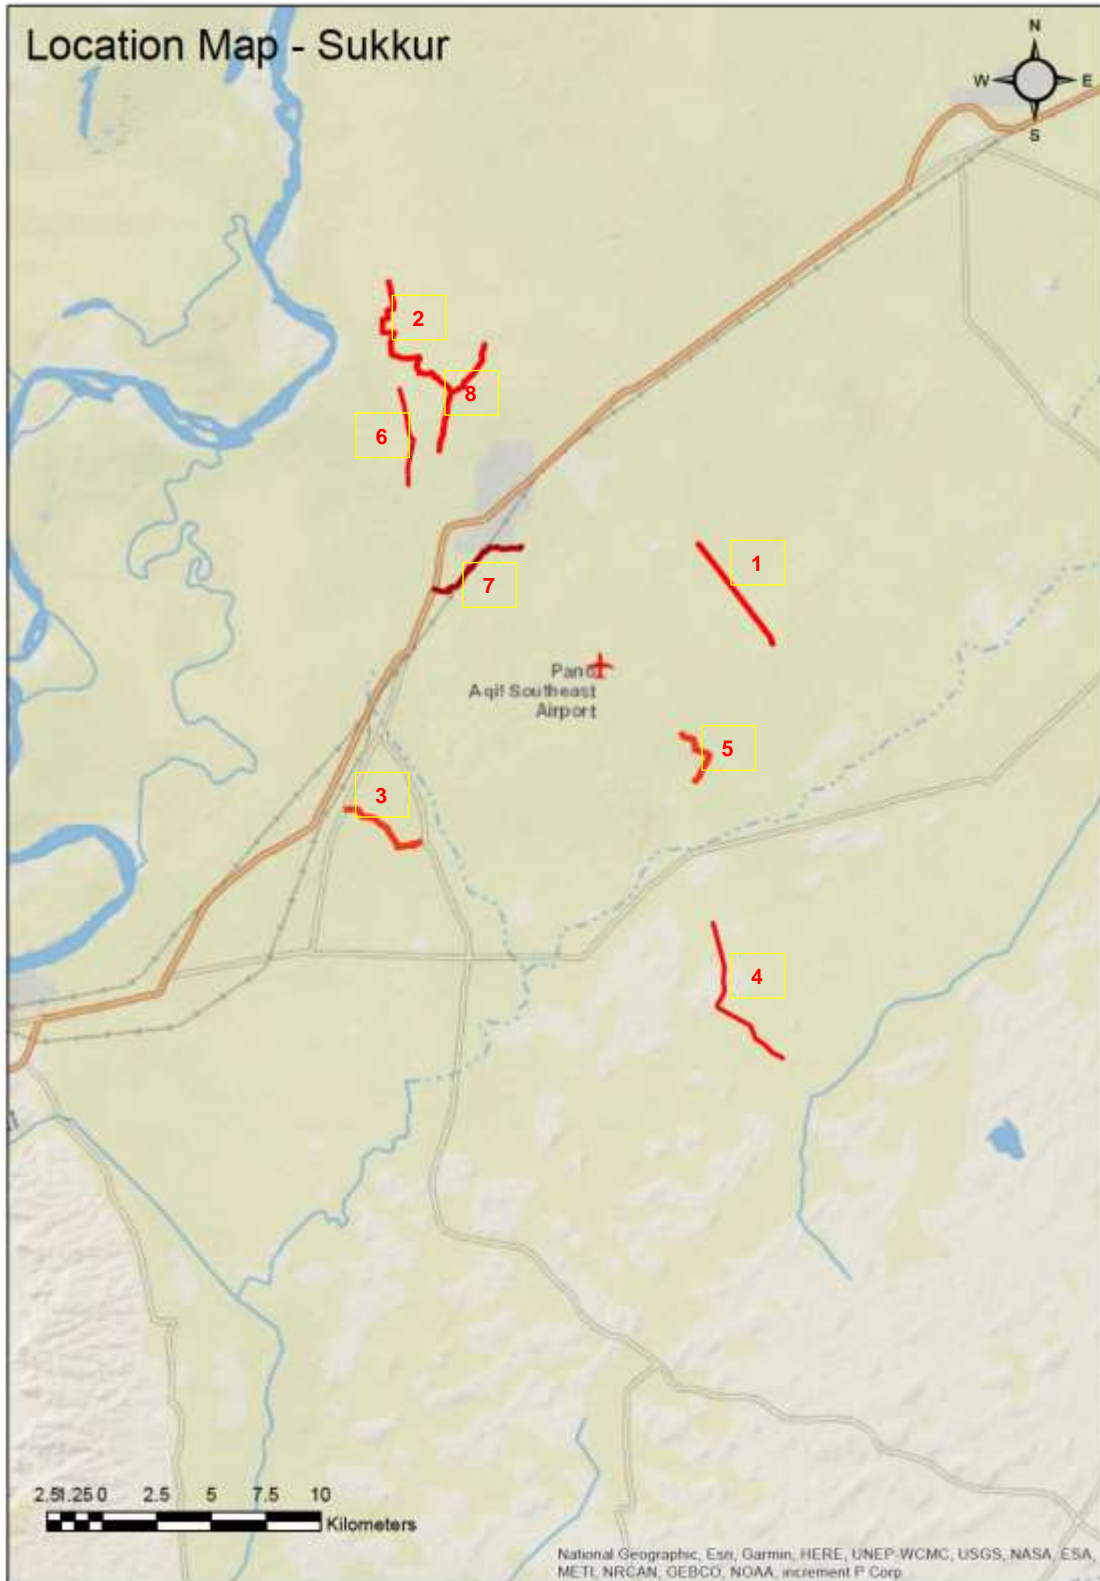 Location Map - Sukkur
N
W E
S
2
8
6
1
7
Pano
Aqil Southeast
Airport
5
3
4
2.51.25 0 2.5 5 7.5 10
Kilometers
National Geographic, Esri, Garmin, HERE, UNEP-WCMC, USGS, NASA, ESA,
METI, NRCAN, GEBCO, NOAA, increment P Corp.